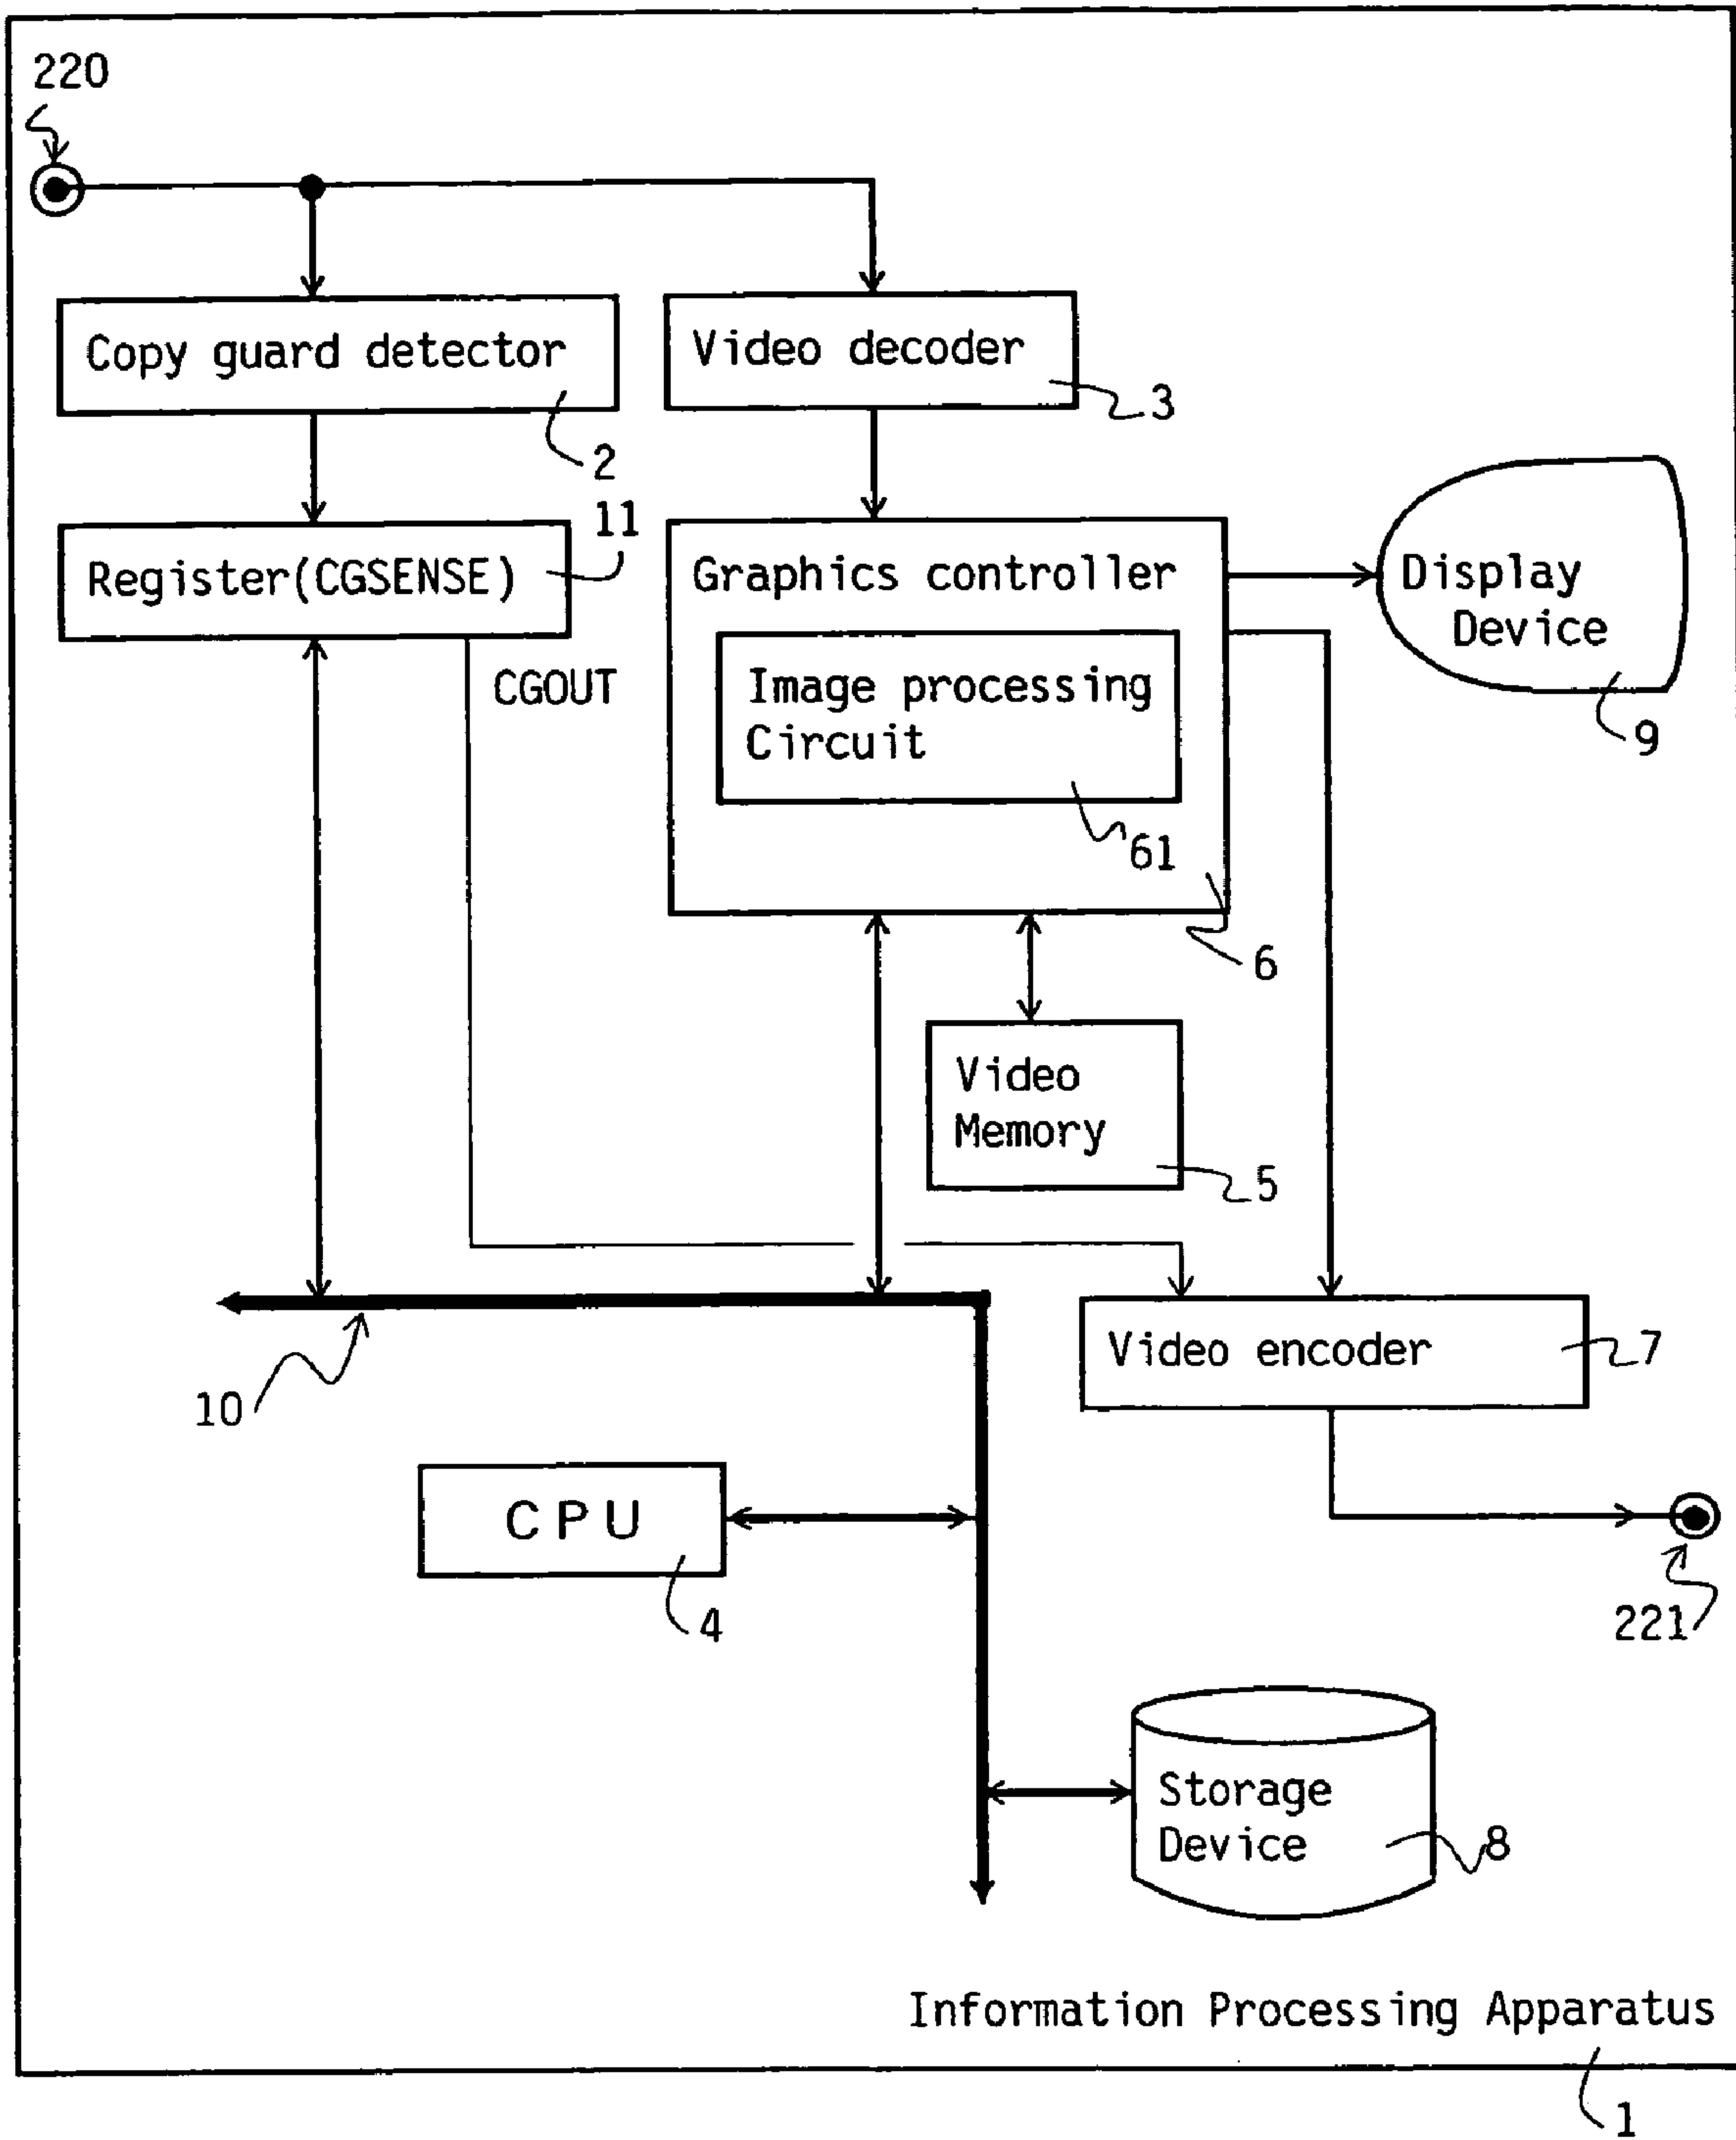 220
Copy guard detector
2
Video decoder
3
Register(CGSENSE)
11
CGOUT
Graphics controller
Image processing
Circuit
61
6
Display
Device
9
Video
Memory
5
10
Video encoder
7
CPU
4
221
Storage
Device
8
Information Processing Apparatus
1